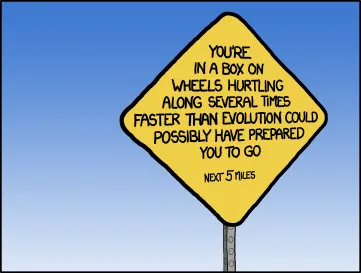 YOU'RE
IN A BOX ON
WHEELS HURTLING
ALONG SEVERAL TIMES
FASTER THAN EVOLUTION COULD
POSSIBLY HAVE PREPARED
YOU TO GO
NEXT 5 MILES